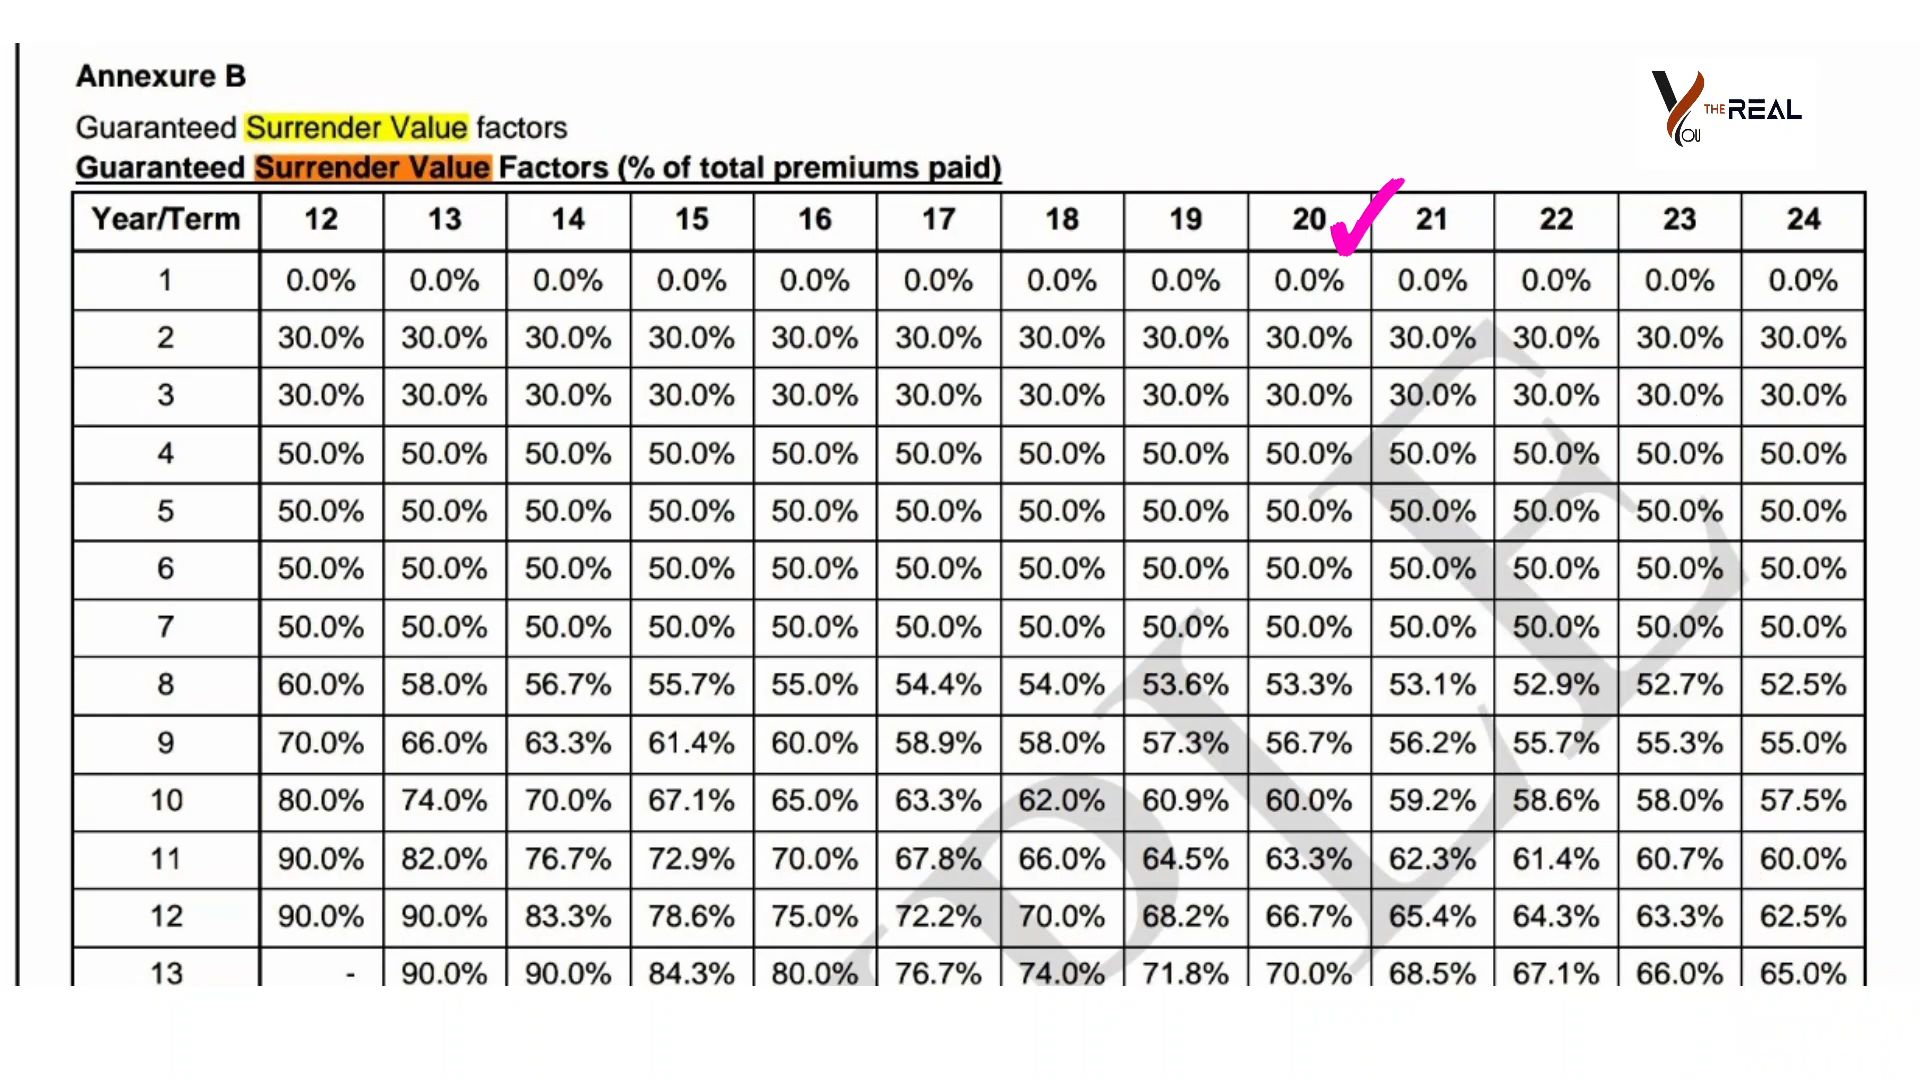 Annexure B
THE REAL
YOU
Guaranteed Surrender Value factors
Guaranteed Surrender Value Factors (% of total premiums paid)
Year/Term 12 13 14 15 16 17 18 19 20 21 22 23 24
1 0.0% 0.0% 0.0% 0.0% 0.0% 0.0% 0.0% 0.0% 0.0% 0.0% 0.0% 0.0% 0.0%
2 30.0% 30.0% 30.0% 30.0% 30.0% 30.0% 30.0% 30.0% 30.0% 30.0% 30.0% 30.0% 30.0%
3 30.0% 30.0% 30.0% 30.0% 30.0% 30.0% 30.0% 30.0% 30.0% 30.0% 30.0% 30.0% 30.0%
4 50.0% 50.0% 50.0% 50.0% 50.0% 50.0% 50.0% 50.0% 50.0% 50.0% 50.0% 50.0% 50.0%
5 50.0% 50.0% 50.0% 50.0% 50.0% 50.0% 50.0% 50.0% 50.0% 50.0% 50.0% 50.0% 50.0%
6 50.0% 50.0% 50.0% 50.0% 50.0% 50.0% 50.0% 50.0% 50.0% 50.0% 50.0% 50.0% 50.0%
7 50.0% 50.0% 50.0% 50.0% 50.0% 50.0% 50.0% 50.0% 50.0% 50.0% 50.0% 50.0% 50.0%
8 60.0% 58.0% 56.7% 55.7% 55.0% 54.4% 54.0% 53.6% 53.3% 53.1% 52.9% 52.7% 52.5%
9 70.0% 66.0% 63.3% 61.4% 60.0% 58.9% 58.0% 57.3% 56.7% 56.2% 55.7% 55.3% 55.0%
10 80.0% 74.0% 70.0% 67.1% 65.0% 63.3% 62.0% 60.9% 60.0% 59.2% 58.6% 58.0% 57.5%
11 90.0% 82.0% 76.7% 72.9% 70.0% 67.8% 66.0% 64.5% 63.3% 62.3% 61.4% 60.7% 60.0%
12 90.0% 90.0% 83.3% 78.6% 75.0% 72.2% 70.0% 68.2% 66.7% 65.4% 64.3% 63.3% 62.5%
13 - 90.0% 90.0% 84.3% 80.0% 76.7% 74.0% 71.8% 70.0% 68.5% 67.1% 66.0% 65.0%